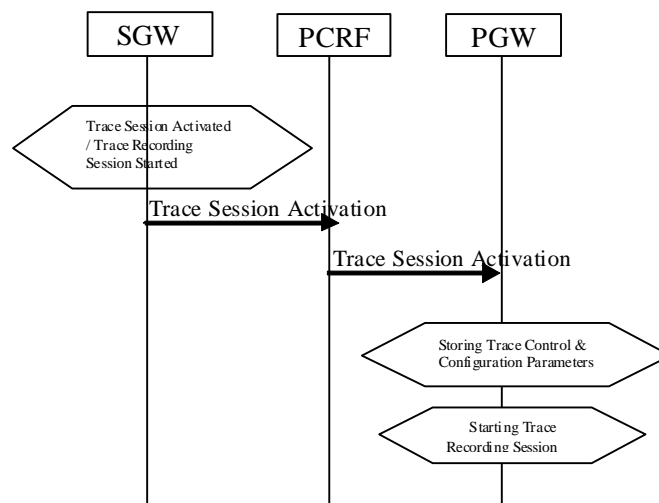 SGW
PCRF
PGW
Trace Session Activated
/ Trace Recording
Session Started
Trace Session Activation
Trace Session Activation
Storing Trace Control &
Configuration Parameters
Starting Trace
Recording Session